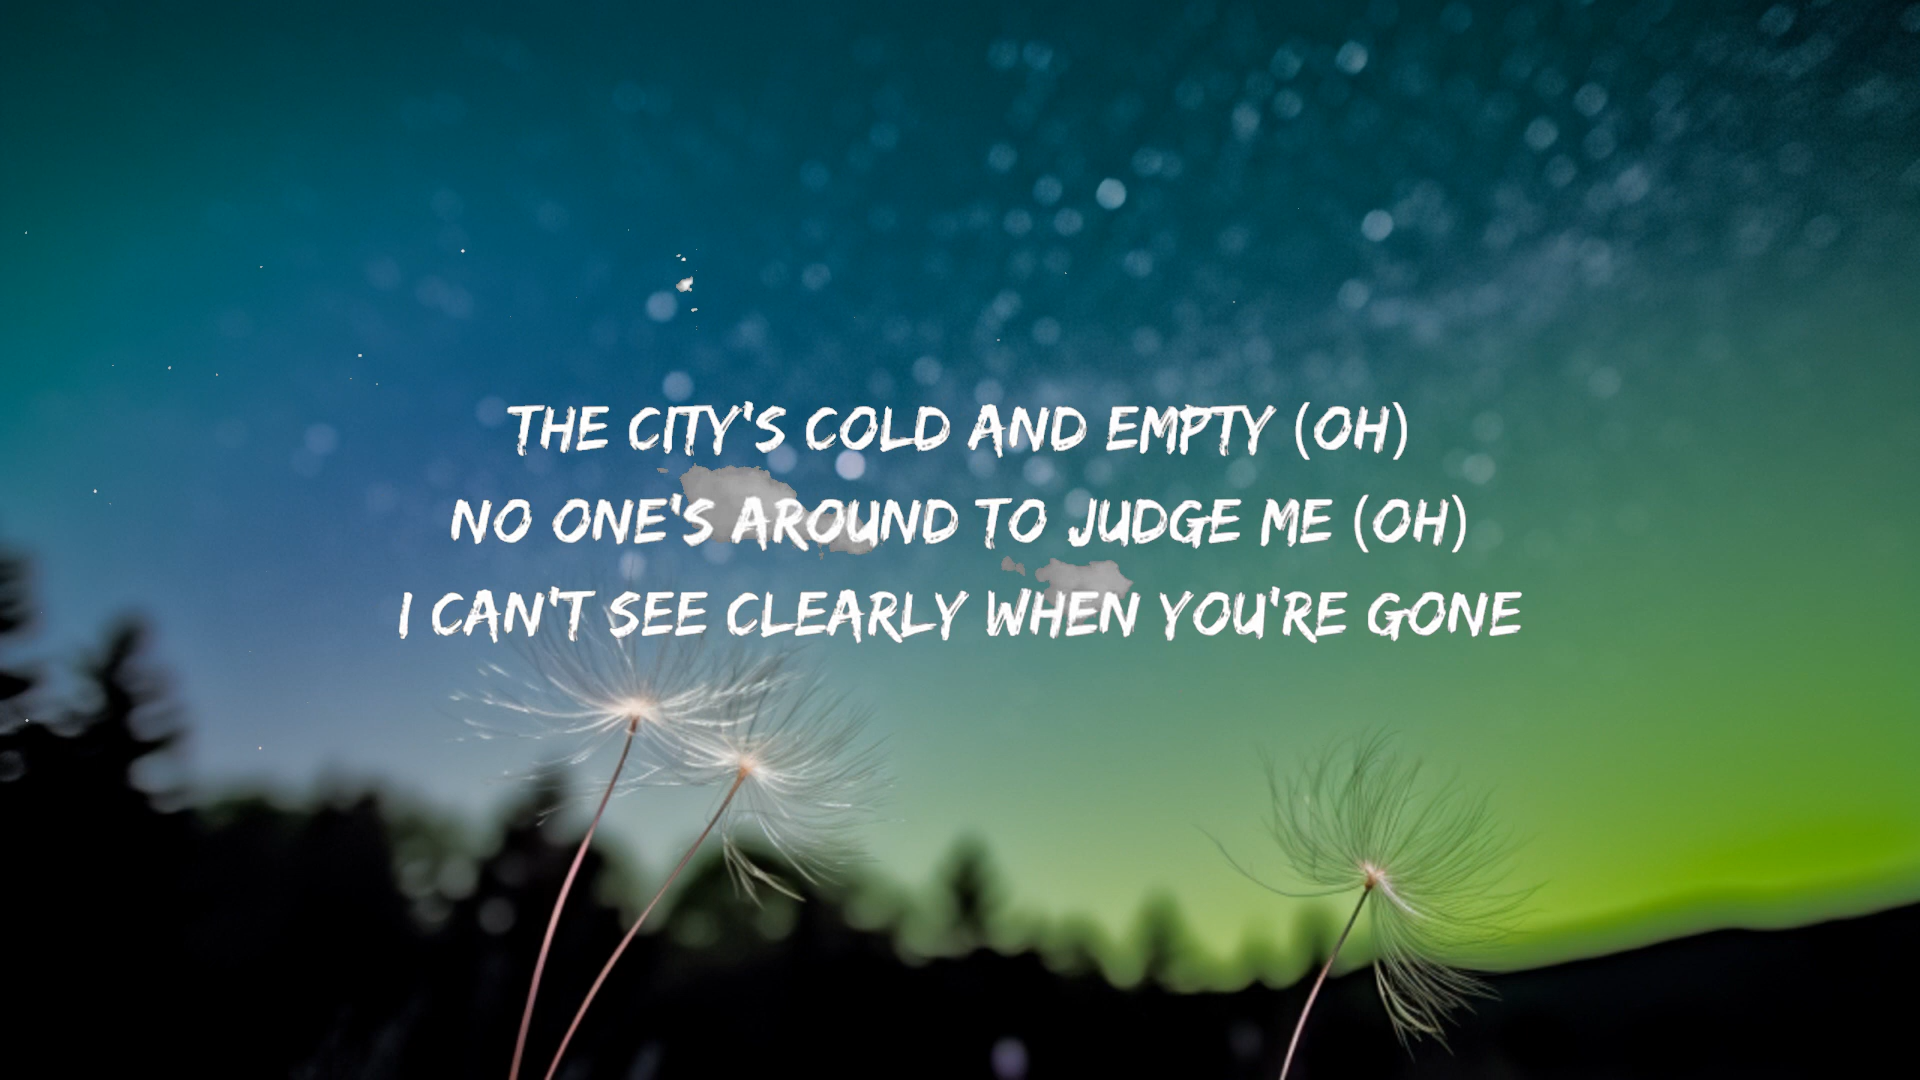 THE CITY'S COLD AND EMPTY (OH)
NO ONE'S AROUND TO JUDGE ME (OH)
I CAN'T SEE CLEARLY WHEN YOU'RE GONE